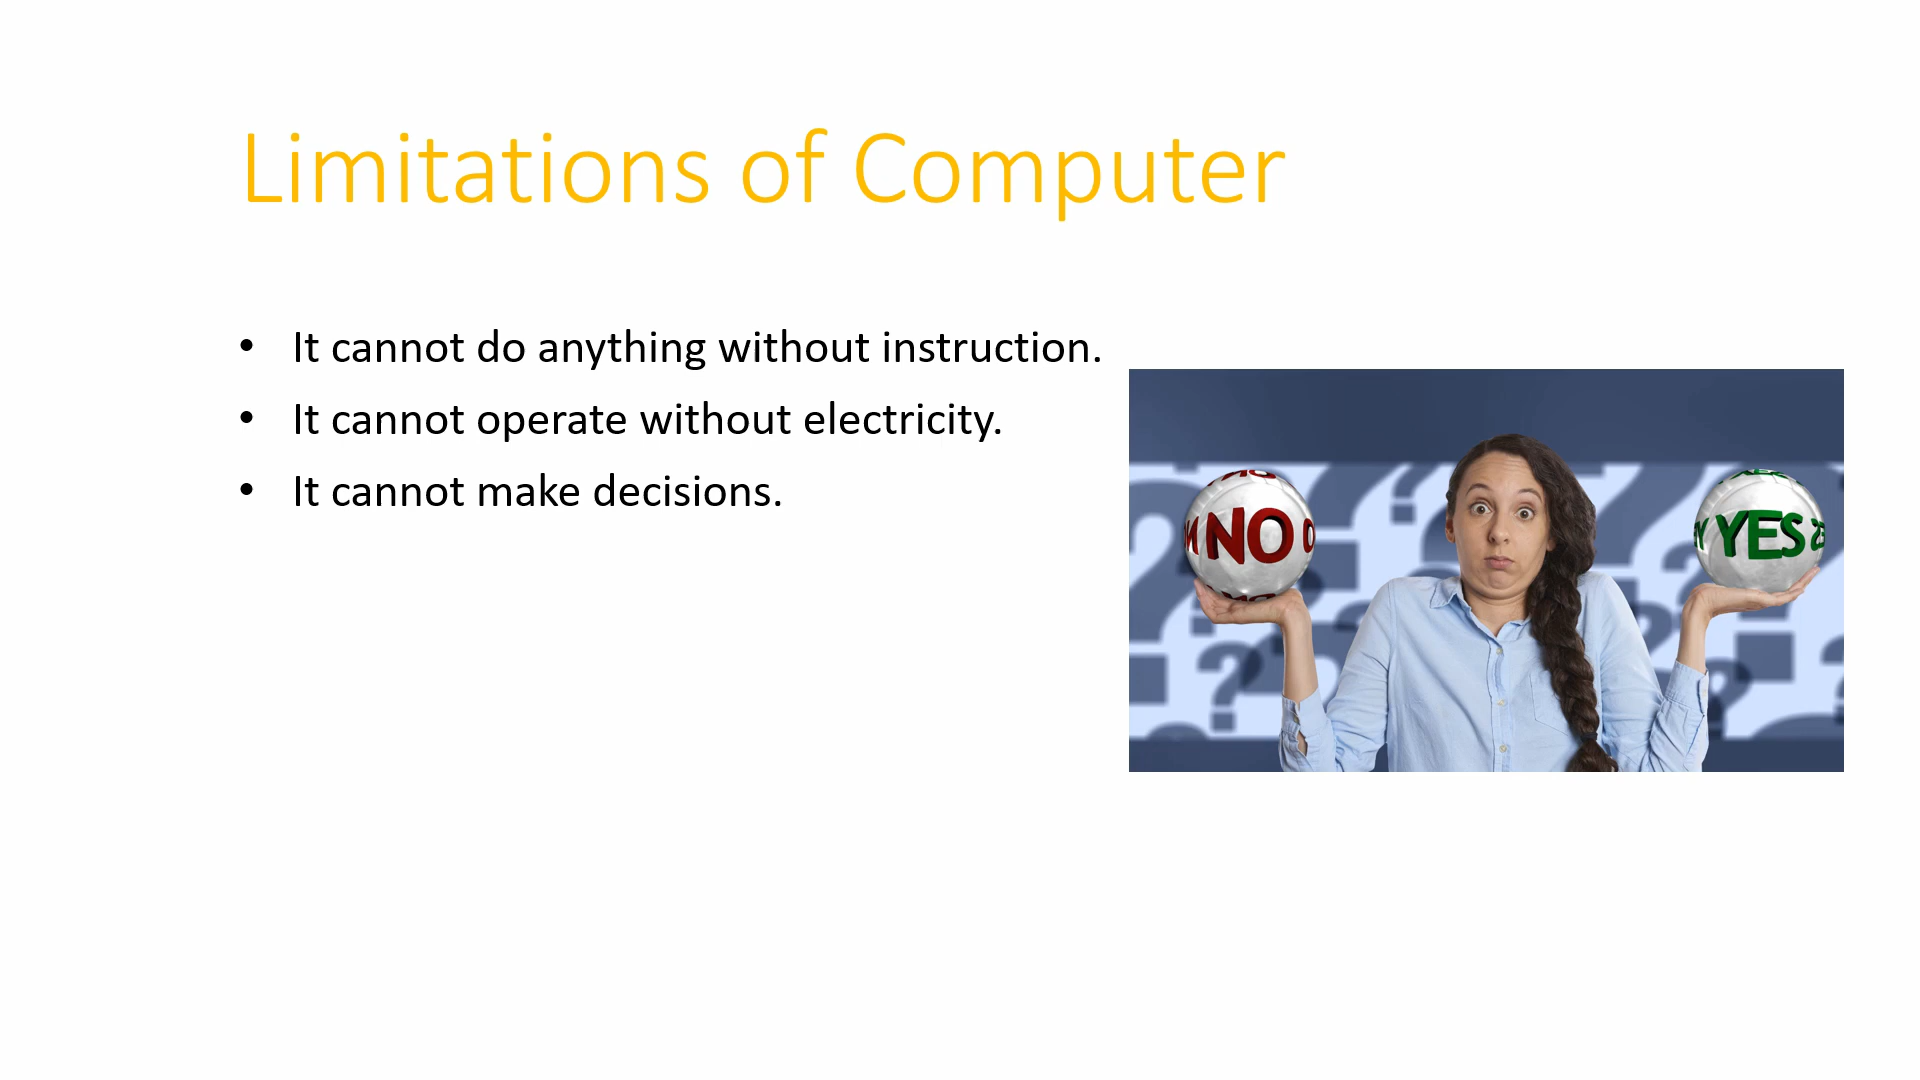 Limitations of Computer
• It cannot do anything without instruction.
• It cannot operate without electricity.
• It cannot make decisions.
NO
YES